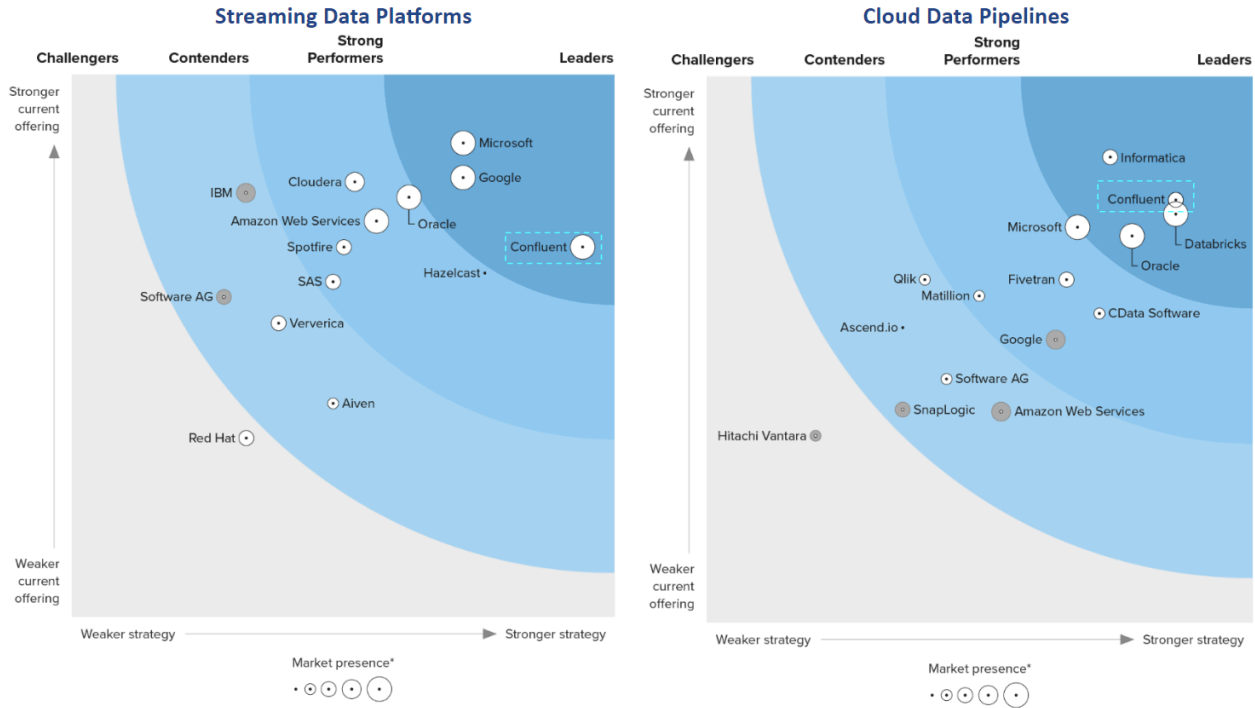 Streaming Data Platforms
Challengers
Contenders
Strong
Performers
Leaders
Stronger
current
offering
Microsoft
Google
Cloudera
IBM
Amazon Web Services
Oracle
Spotfire
Confluent
Hazelcast
SAS
Software AG
Ververica
Aiven
Red Hat
Weaker
current
offering
Weaker strategy
Stronger strategy
Market presence*
Cloud Data Pipelines
Challengers
Contenders
Strong
Performers
Leaders
Stronger
current
offering
Informatica
Confluent
Microsoft
Databricks
Oracle
Qlik
Fivetran
Matillion
CData Software
Ascend.io
Google
Software AG
SnapLogic
Amazon Web Services
Hitachi Vantara
Weaker
current
offering
Weaker strategy
Stronger strategy
Market presence*